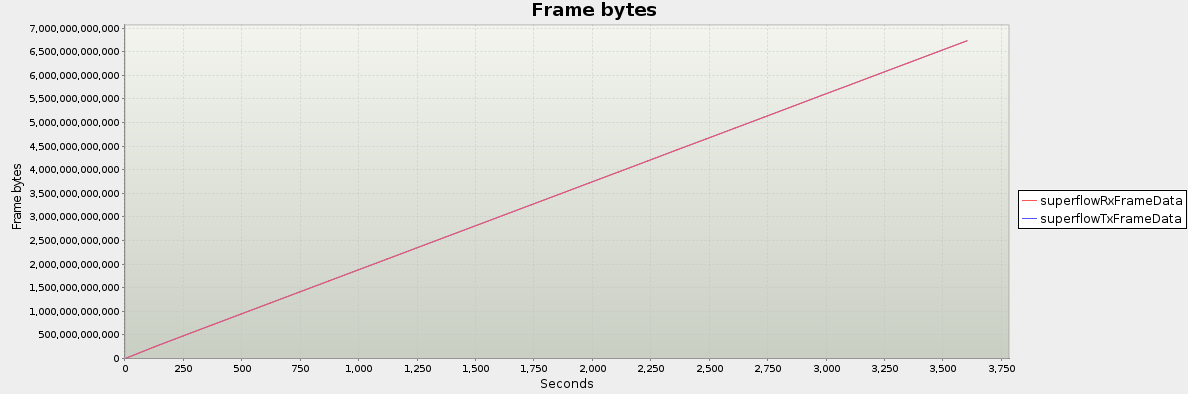 Frame bytes
7,000,000,000,000
6,500,000,000,000
6,000,000,000,000
5,500,000,000,000
5,000,000,000,000
4,500,000,000,000
4,000,000,000,000
3,500,000,000,000
3,000,000,000,000
2,500,000,000,000
2,000,000,000,000
1,500,000,000,000
1,000,000,000,000
500,000,000,000
0
Frame bytes
0 250 500 750 1,000 1,250 1,500 1,750 2,000 2,250 2,500 2,750 3,000 3,250 3,500 3,750
Seconds
superflowRxFrameData
superflowTxFrameData